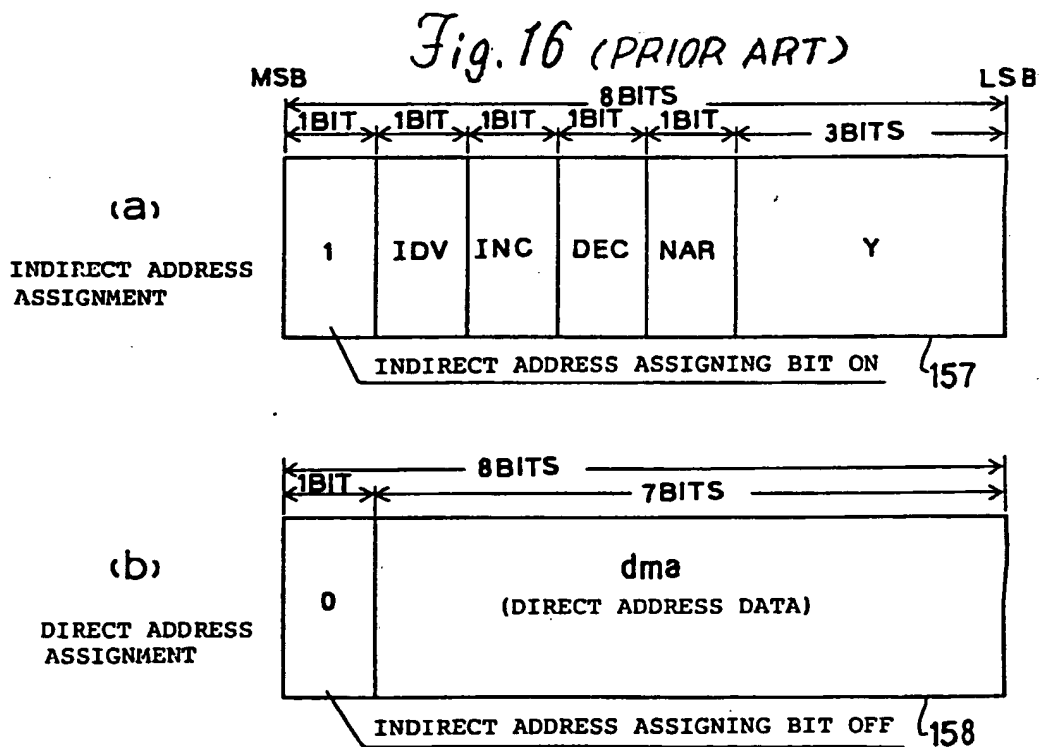 Fig. 16 (PRIOR ART)
MSB LSB
8BITS
1BIT 1BIT 1BIT 1BIT 1BIT 3BITS
(a)
INDIRECT ADDRESS
ASSIGNMENT
1 IDV INC DEC NAR Y
INDIRECT ADDRESS ASSIGNING BIT ON 157
8BITS
1BIT 7BITS
(b)
DIRECT ADDRESS
ASSIGNMENT
0 dma
(DIRECT ADDRESS DATA)
INDIRECT ADDRESS ASSIGNING BIT OFF 158